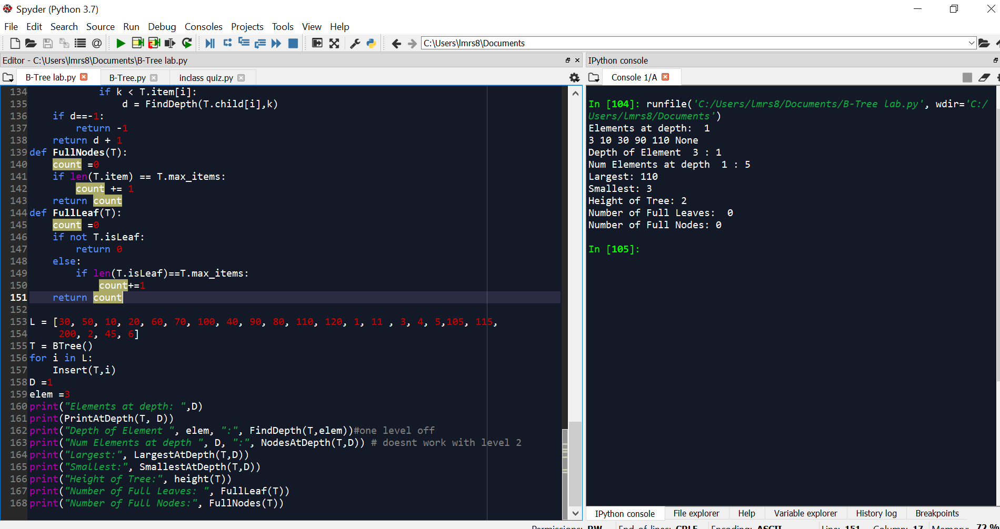 Spyder (Python 3.7)
File Edit Search Source Run Debug Consoles Projects Tools View Help
C:\Users\lmrs8\Documents
Editor - C:\Users\lmrs8\Documents\B-Tree lab.py
B-Tree lab.py B-Tree.py inclass quiz.py
134 if k < T.item[i]:
135 d = FindDepth(T.child[i],k)
136 if d==-1:
137 return -1
138 return d + 1
139 def FullNodes(T):
140 count =0
141 if len(T.item) == T.max_items:
142 count += 1
143 return count
144 def FullLeaf(T):
145 count =0
146 if not T.isLeaf:
147 return 0
148 else:
149 if len(T.isLeaf)==T.max_items:
150 count+=1
151 return count
152
153 L = [30, 50, 10, 20, 60, 70, 100, 40, 90, 80, 110, 120, 1, 11 , 3, 4, 5,105, 115,
154 200, 2, 45, 6]
155 T = BTree()
156 for i in L:
157 Insert(T,i)
158 D =1
159 elem =3
160 print("Elements at depth: ",D)
161 print(PrintAtDepth(T, D))
162 print("Depth of Element ", elem, ":", FindDepth(T,elem))#one level off
163 print("Num Elements at depth ", D, ":", NodesAtDepth(T,D)) # doesnt work with level 2
164 print("Largest:", LargestAtDepth(T,D))
165 print("Smallest:", SmallestAtDepth(T,D))
166 print("Height of Tree:", height(T))
167 print("Number of Full Leaves: ", FullLeaf(T))
168 print("Number of Full Nodes:", FullNodes(T))
IPython console
Console 1/A
In [104]: runfile('C:/Users/lmrs8/Documents/B-Tree lab.py', wdir='C:/
Users/lmrs8/Documents')
Elements at depth:  1
3 10 30 90 110 None
Depth of Element  3 : 1
Num Elements at depth  1 : 5
Largest: 110
Smallest: 3
Height of Tree: 2
Number of Full Leaves:  0
Number of Full Nodes: 0
In [105]:
IPython console File explorer Help Variable explorer History log Breakpoints
Permissions: RW End of lines: CRLF Encoding: ASCII Line: 151 Column: 17 Memory: 72 %